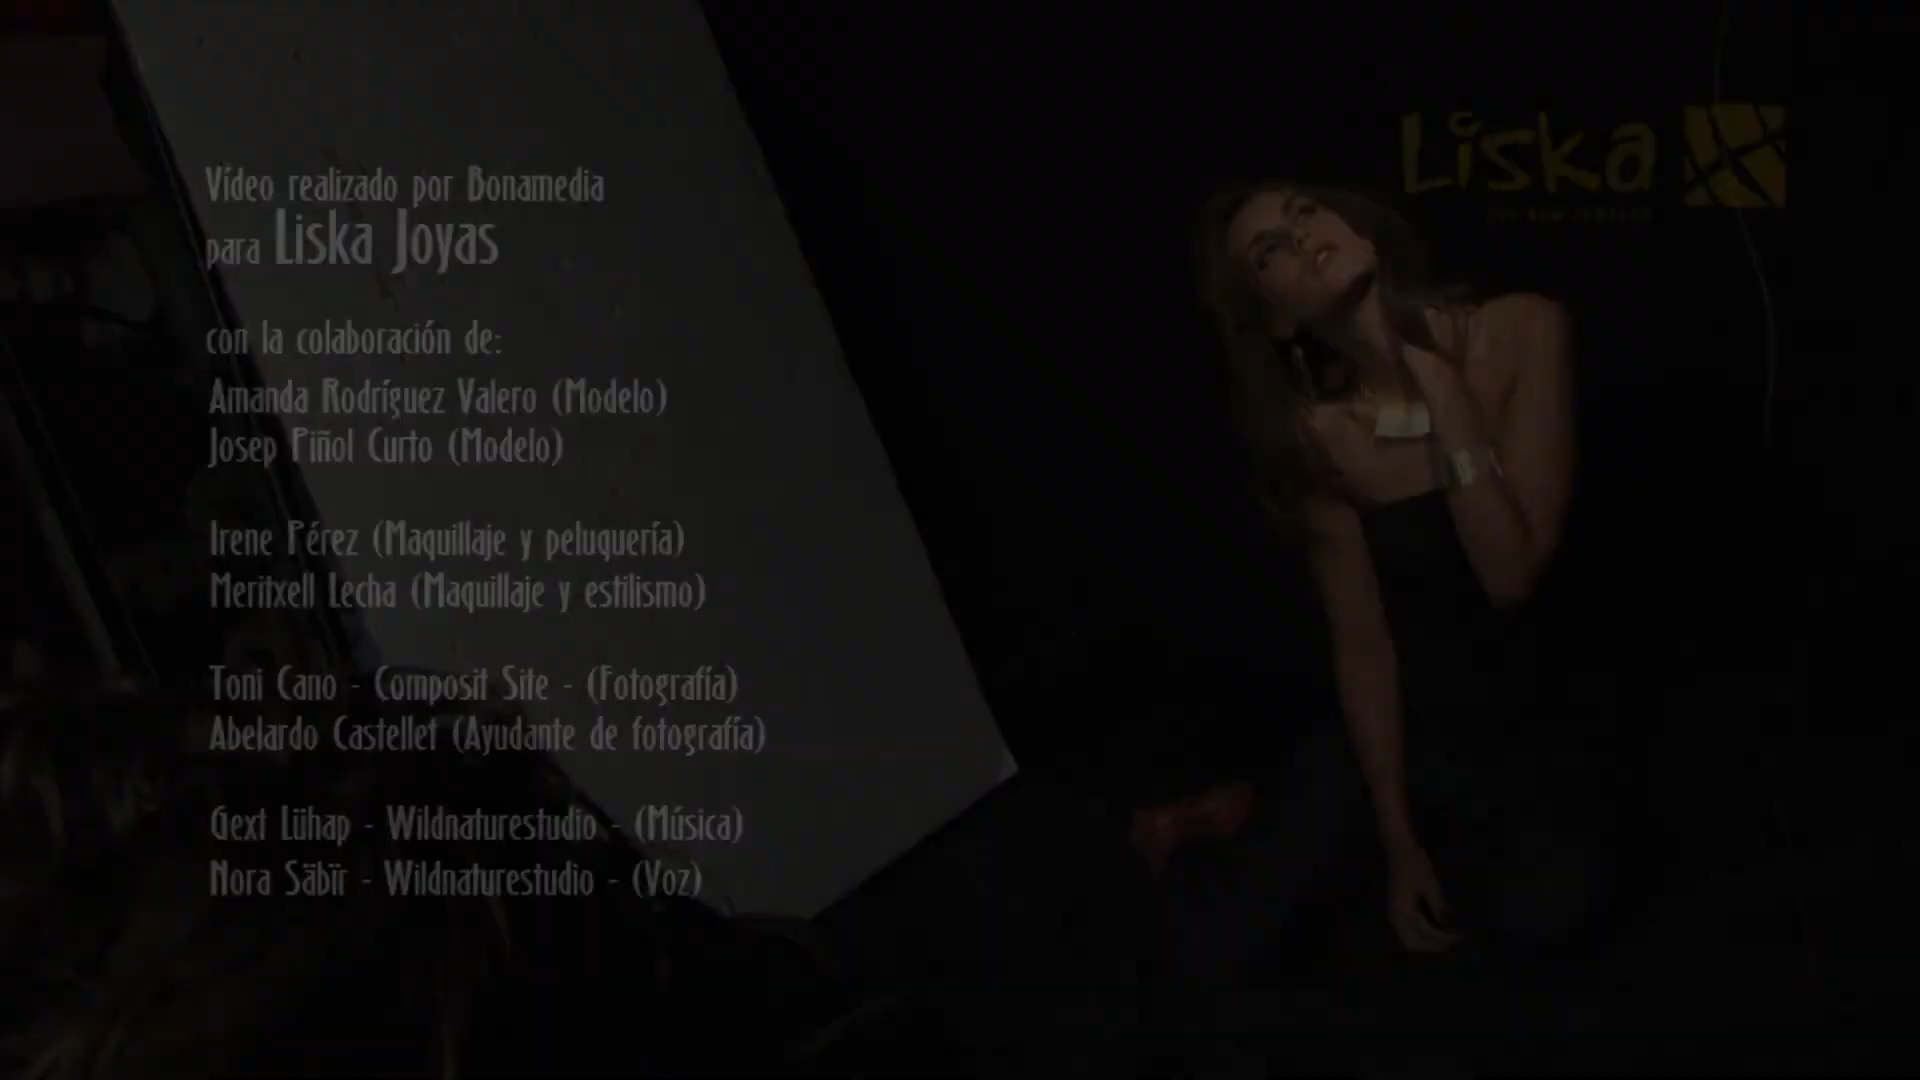 Liska
Vídeo realizado por Bonamedia
para Liska Joyas
con la colaboración de:
Amanda Rodríguez Valero (Modelo)
Josep Piñol Curto (Modelo)
Irene Pérez (Maquillaje y peluquería)
Meritxell Lecha (Maquillaje y estilismo)
Toni Cano - Composit Site - (Fotografía)
Abelardo Castellet (Ayudante de fotografía)
Gext Lühap - Wildnaturestudio - (Música)
Nora Säbïr - Wildnaturestudio - (Voz)